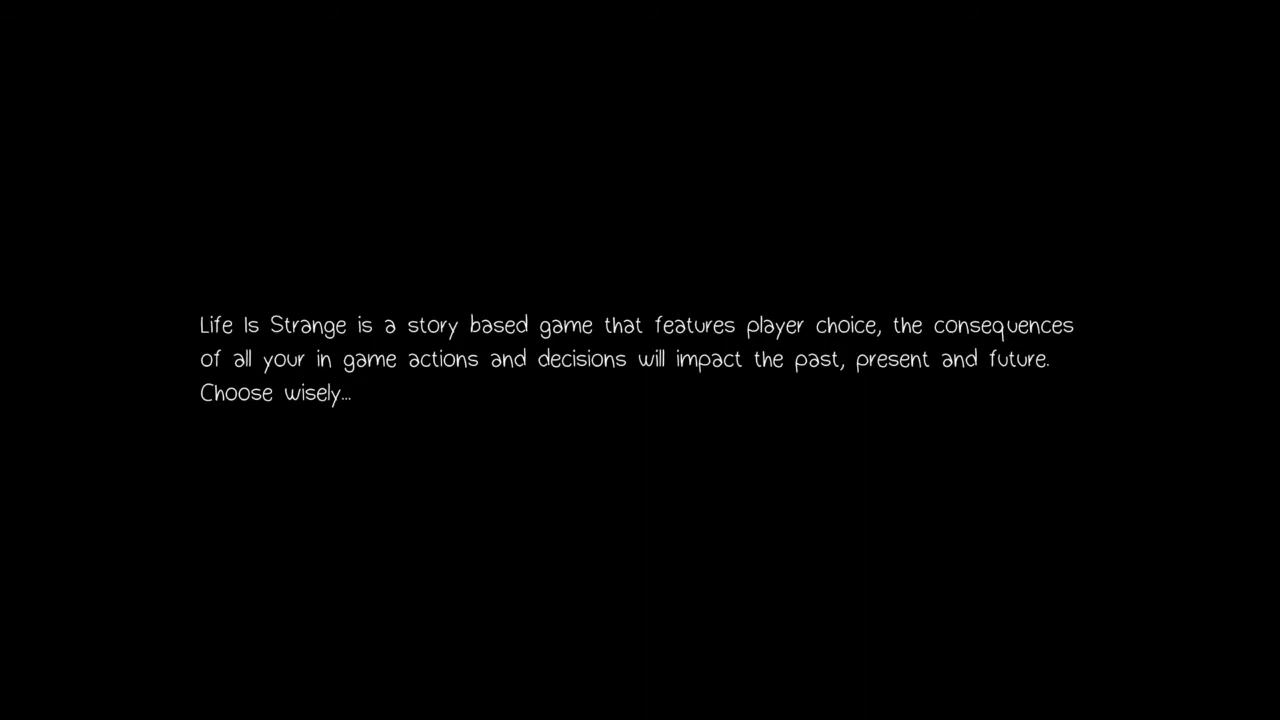 Life Is Strange is a story based game that features player choice, the consequences
of all your in game actions and decisions will impact the past, present and future.
Choose wisely...